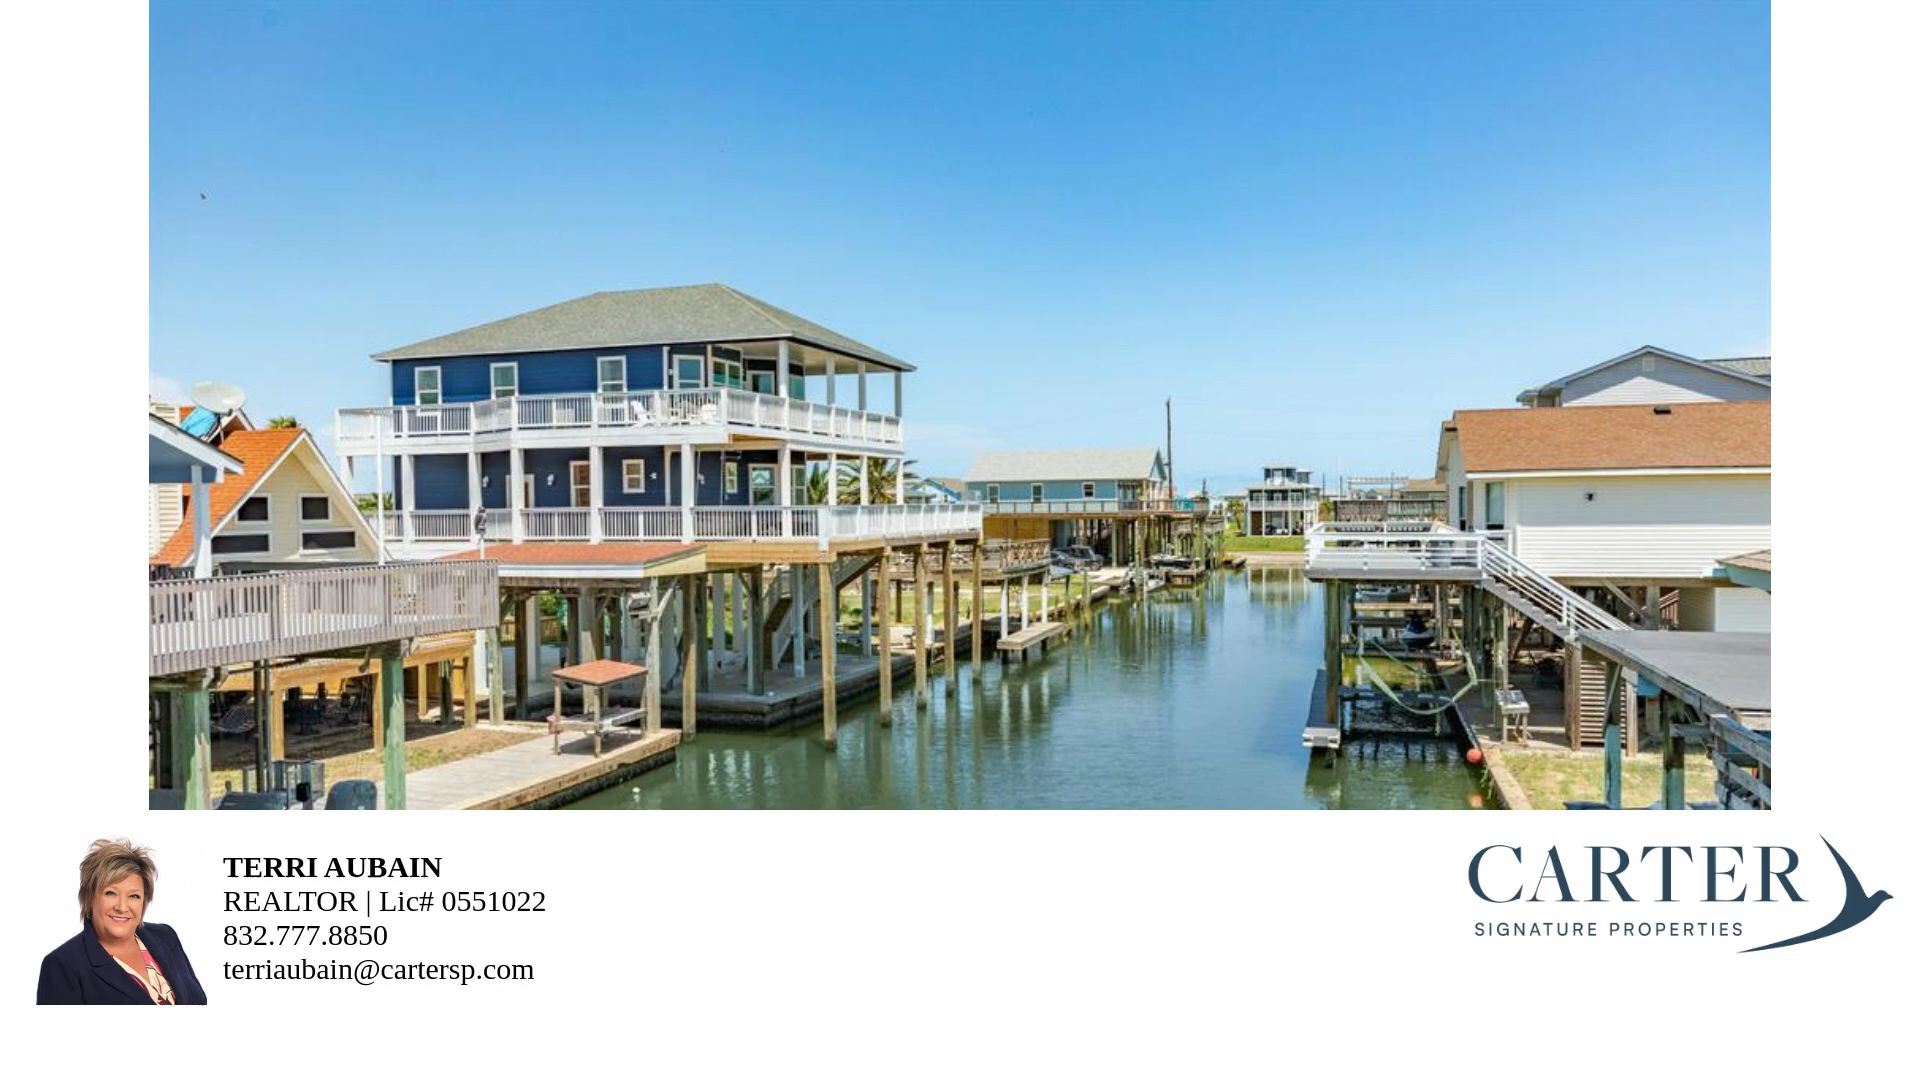 TERRI AUBAIN
REALTOR | Lic# 0551022
832.777.8850
terriaubain@cartersp.com
CARTER
SIGNATURE PROPERTIES